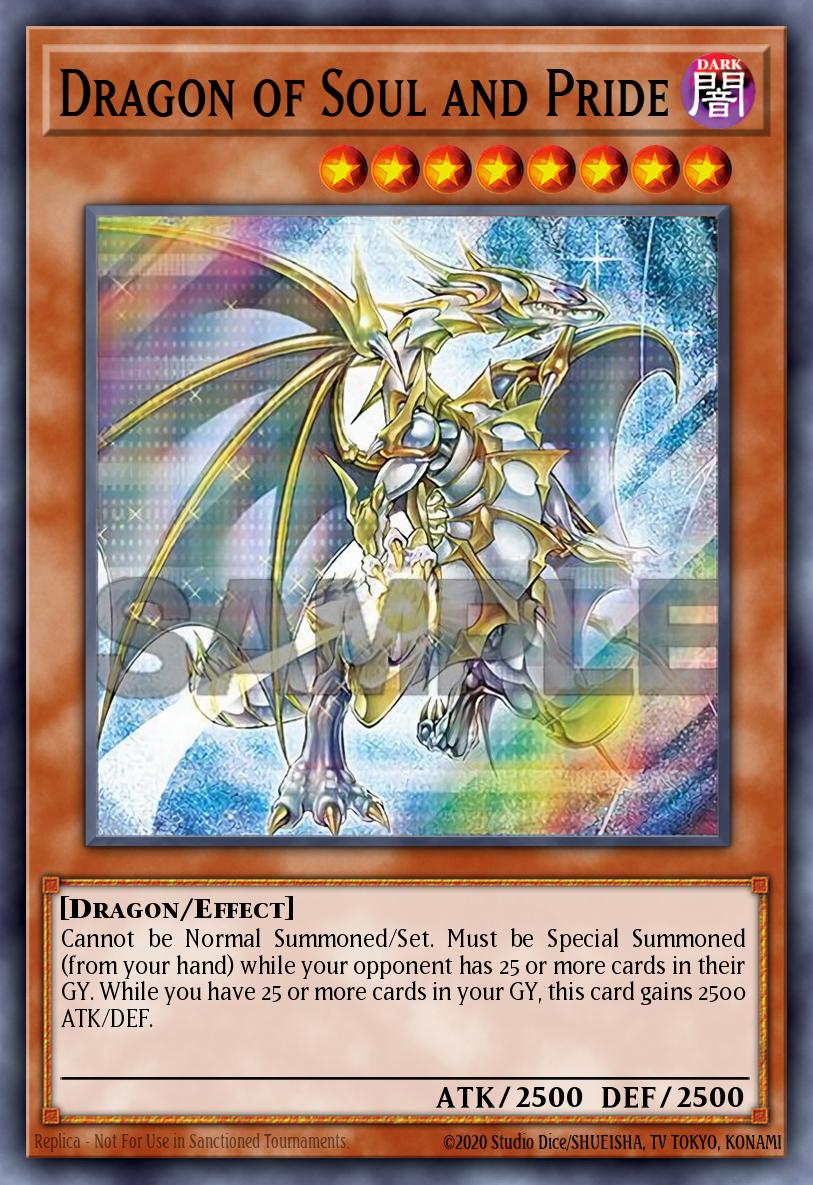 DRAGON OF SOUL AND PRIDE
DARK
闇
SAMPLE
[DRAGON/EFFECT]
Cannot be Normal Summoned/Set. Must be Special Summoned
(from your hand) while your opponent has 25 or more cards in their
GY. While you have 25 or more cards in your GY, this card gains 2500
ATK/DEF.
ATK/2500 DEF/2500
Replica - Not For Use in Sanctioned Tournaments.
©2020 Studio Dice/SHUEISHA, TV TOKYO, KONAMI